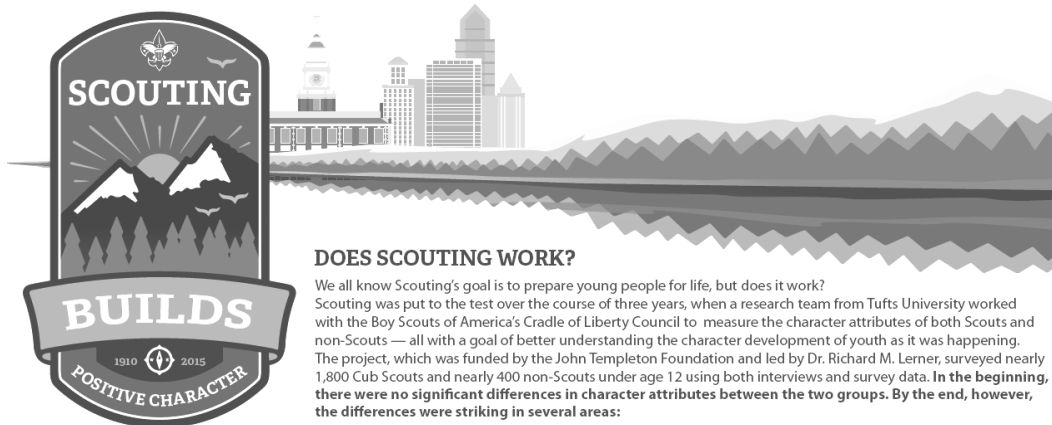 SCOUTING
BUILDS
1910 2015
POSITIVE CHARACTER
DOES SCOUTING WORK?
We all know Scouting's goal is to prepare young people for life, but does it work?
Scouting was put to the test over the course of three years, when a research team from Tufts University worked
with the Boy Scouts of America's Cradle of Liberty Council to measure the character attributes of both Scouts and
non-Scouts — all with a goal of better understanding the character development of youth as it was happening.
The project, which was funded by the John Templeton Foundation and led by Dr. Richard M. Lerner, surveyed nearly
1,800 Cub Scouts and nearly 400 non-Scouts under age 12 using both interviews and survey data. In the beginning,
there were no significant differences in character attributes between the two groups. By the end, however,
the differences were striking in several areas: